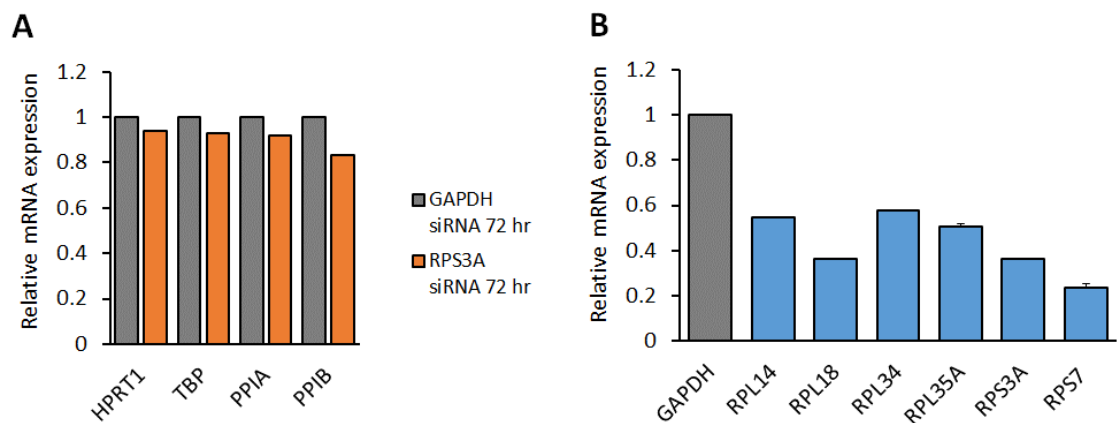 A
Relative mRNA expression
1.2
1
0.8
0.6
0.4
0.2
0
HPRT1
TBP
PPIA
PPIB
GAPDH
siRNA 72 hr
RPS3A
siRNA 72 hr
B
Relative mRNA expression
1.2
1
0.8
0.6
0.4
0.2
0
GAPDH
RPL14
RPL18
RPL34
RPL35A
RPS3A
RPS7